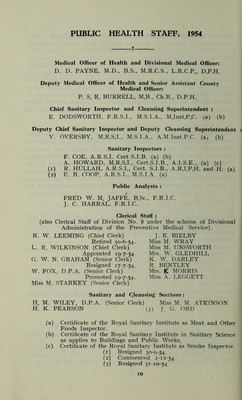 PUBLIC HEALTH STAFF, 1954
Medical Officer of Health and Divisional Medical Officer:
D. D. PAYNE, M.D., B.S., M.R.C.S., L.R.C.P., D.P.H,
Deputy Medical Officer of Health and Senior Assistant County
Medical Officer:
P. S. R. BURRELL, M.B., Ch.B., D.P.H.
Chief Sanitary Inspector and Cleansing Superintendent :
E. DODSWORTH, F.R.S.I., M.S.I.A., M.Inst.P.C. (a) (b)
Deputy Chief Sanitary Inspector and Deputy Cleansing Superintendent :
V. OVERSBY, M.R.S.I., M.S.I.A., A.M.Inst.P.C. (a) (b)
Sanitary Inspectors :
F. COE, A.R.S.I. Cert S.I.B. (a) (b)
A. HOWARD, M.R.S.I., Cert.S.I.B., A.I.S.E., (a) (c)
(1) R. HULLAH, A.R.S.I., Cert. S.I.B., A.R.I.P.H. and H: (a)
(2) E. B. COOP, A.R.S.I., M.S.I.A. (a)
Public Analysts :
FRED W. M. JAFFÉ, B.Sc., F.R.I.C.
J. C. HARRAL, F.R.I.C.
Clerical Staff :
(also Clerical Staff of Division No. 8 under the scheme of Divisional
Administration of the Preventive Medical Service)
R. W. LEEMING (Chief Clerk) J. E. BIELBY
Retired 30-6-54. Miss M. WRAY
L. R. WILKINSON (Chief Clerk) Miss M. UNSWORTH
Appointed 19-7-54 Mrs. W. GLEDHILL
G. W. N. GRAHAM (Senior Clerk) K. W. DARLEY
Resigned 17-7-54. H. BENTLEY
W. FOX, D.P.A. (Senior Clerk) Mrs. K MORRIS
Promoted 19-7-54. Miss A. LEGGETT
Miss M. STARKEY (Senior Clerk)
Sanitary and Cleansing Sections :
H. M. WILEY, D.P.A. (Senior Clerk) Miss M. M. ATKINSON
H. K. PEARSON (3) J. G. ORD
(a) Certificate of the Royal Sanitary Institute as Meat and Other
Foods Inspector.
(b) Certificate of the Royal Sanitary Institute in Sanitary Science
as applies to Buildings and Public Works,
(c) Certificate of the Royal Sanitary Institute as Smoke Inspector.
(1) Resigned 30-9-54.
(2) Commenced 1-12-54
(3) Resigned 31-10-54
10